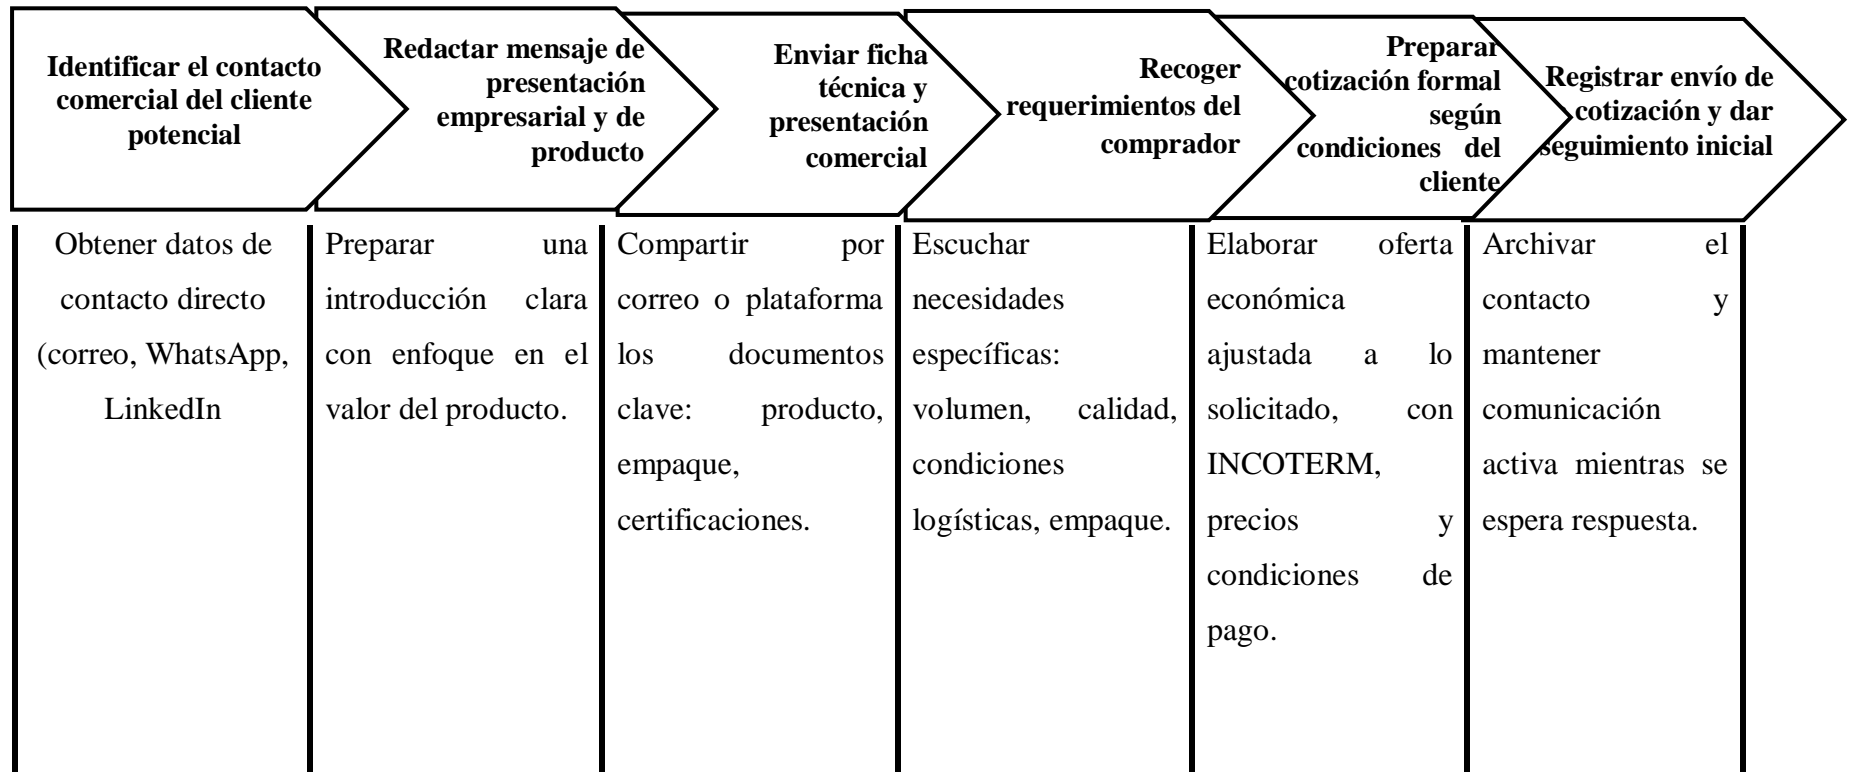 Identificar el contacto
comercial del cliente
potencial
Redactar mensaje de
presentación
empresarial y de
producto
Enviar ficha
técnica y
presentación
comercial
Recoger
requerimientos del
comprador
Preparar
cotización formal
según
condiciones del
cliente
Registrar envío de
cotización y dar
seguimiento inicial
Obtener datos de
contacto directo
(correo, WhatsApp,
LinkedIn
Preparar una
introducción clara
con enfoque en el
valor del producto.
Compartir por
correo o plataforma
los documentos
clave: producto,
empaque,
certificaciones.
Escuchar
necesidades
específicas:
volumen, calidad,
condiciones
logísticas, empaque.
Elaborar oferta
económica
ajustada a lo
solicitado, con
INCOTERM,
precios y
condiciones de
pago.
Archivar el
contacto y
mantener
comunicación
activa mientras se
espera respuesta.